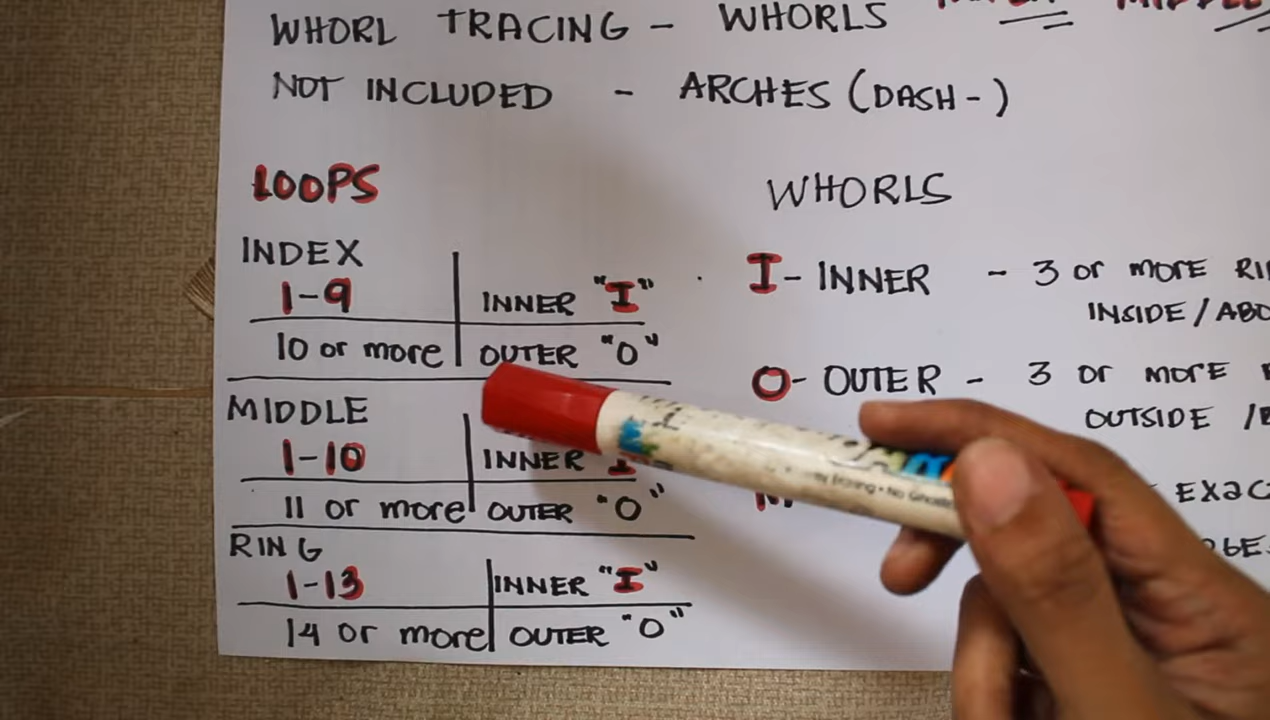 WHORL TRACING - WHORLS
NOT INCLUDED - ARCHES (DASH-)
LOOPS
INDEX
1-9 INNER "I"
10 or more OUTER "O"
MIDDLE
1-10 INNER I
11 or more OUTER "O"
RING
1-13 INNER "I"
14 or more OUTER "O"
WHORLS
I- INNER - 3 or more
INSIDE /
O- OUTER - 3 or more
OUTSIDE /
M